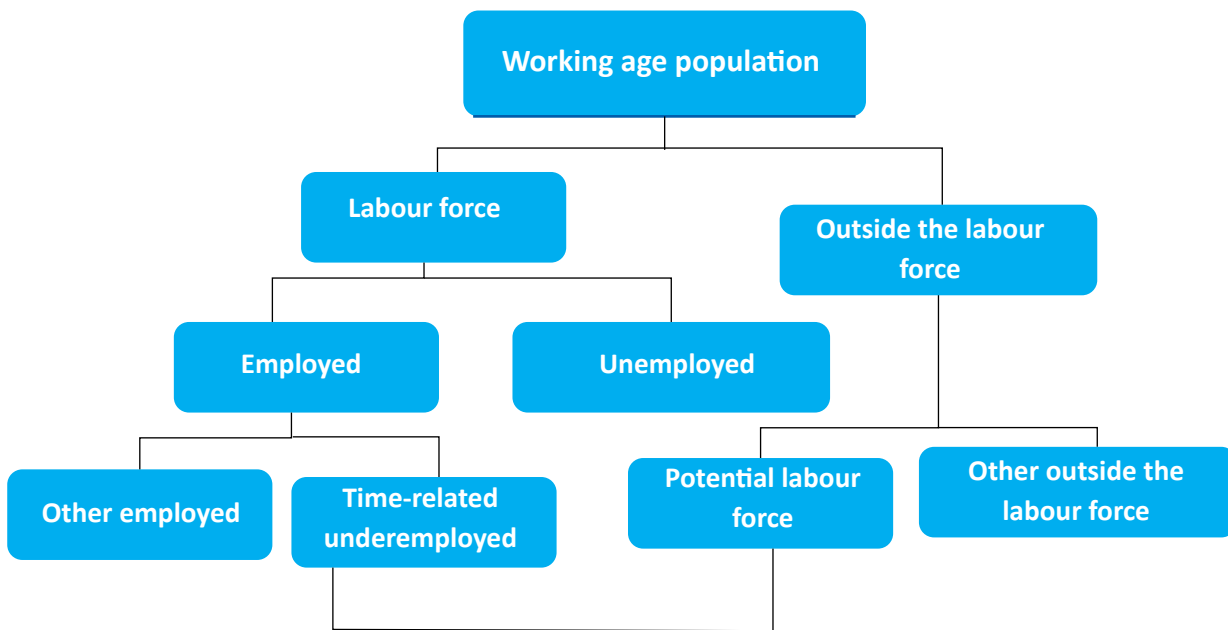 Working age population
Labour force
Outside the labour
force
Employed
Unemployed
Other employed
Time-related
underemployed
Potential labour
force
Other outside the
labour force